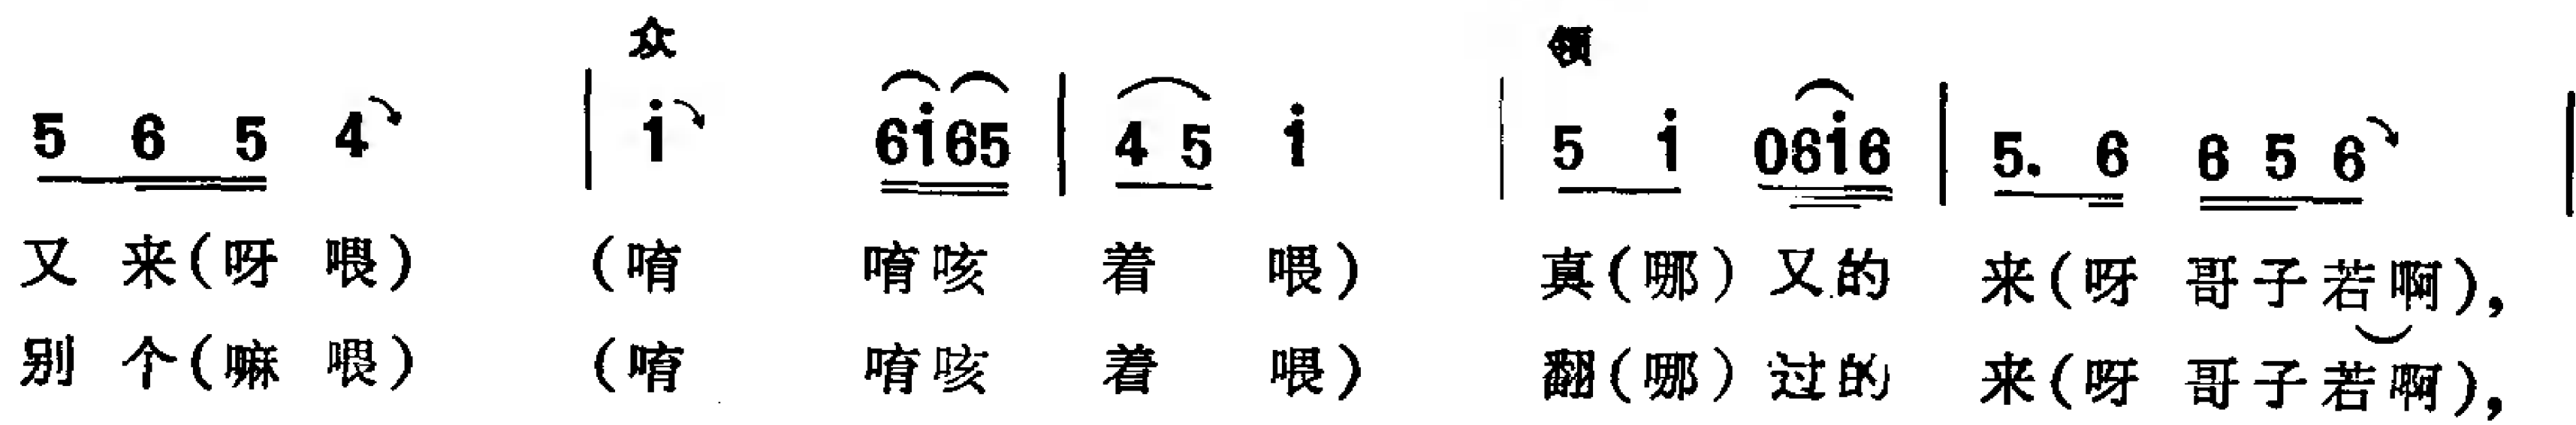 众 领
5 6 5 4 | i 6i65 | 4 5 i | 5 i 06i6 | 5. 6 6 5 6 |
又 来(呀 喂) (唷 唷咳 着 喂) 真(哪)又的 来(呀 哥子若啊),
别 个(嘛 喂) (唷 唷咳 着 喂) 翻(哪)过的 来(呀 哥子若啊),